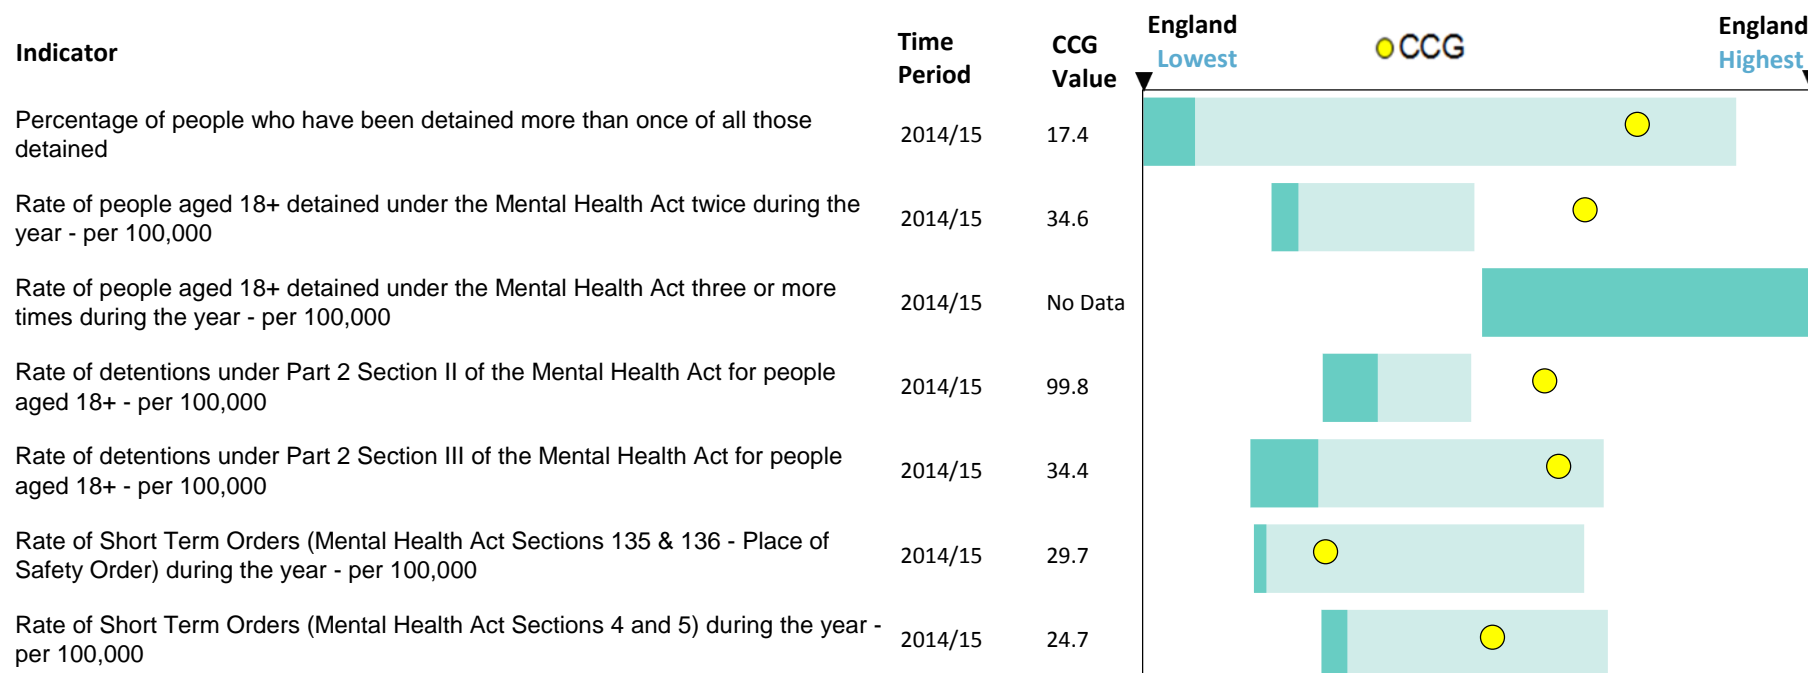 Indicator
Time Period
CCG Value
England Lowest
CCG
England Highest
Percentage of people who have been detained more than once of all those
detained
2014/15
17.4
Rate of people aged 18+ detained under the Mental Health Act twice during the
year - per 100,000
2014/15
34.6
Rate of people aged 18+ detained under the Mental Health Act three or more
times during the year - per 100,000
2014/15
No Data
Rate of detentions under Part 2 Section II of the Mental Health Act for people
aged 18+ - per 100,000
2014/15
99.8
Rate of detentions under Part 2 Section III of the Mental Health Act for people
aged 18+ - per 100,000
2014/15
34.4
Rate of Short Term Orders (Mental Health Act Sections 135 & 136 - Place of
Safety Order) during the year - per 100,000
2014/15
29.7
Rate of Short Term Orders (Mental Health Act Sections 4 and 5) during the year -
per 100,000
2014/15
24.7